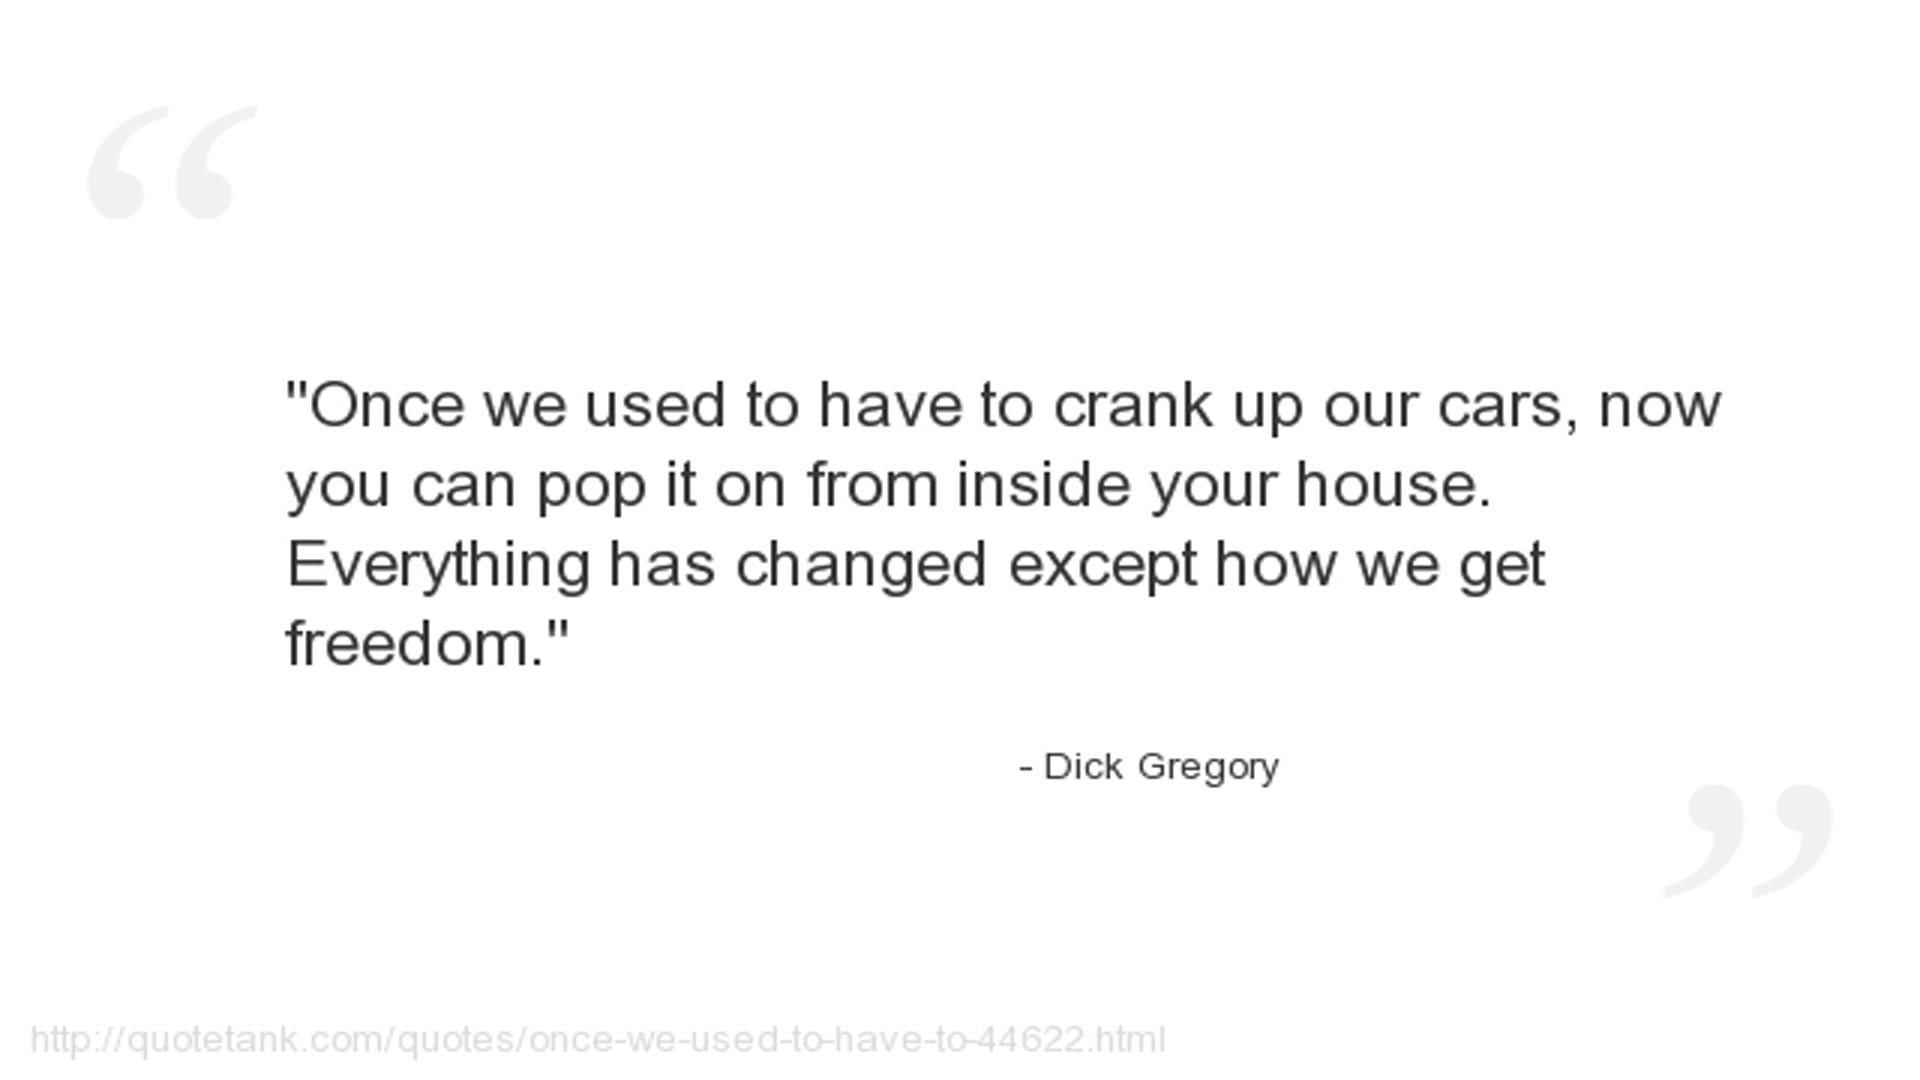 "Once we used to have to crank up our cars, now
you can pop it on from inside your house.
Everything has changed except how we get
freedom."
- Dick Gregory
http://quotetank.com/quotes/once-we-used-to-have-to-44622.html